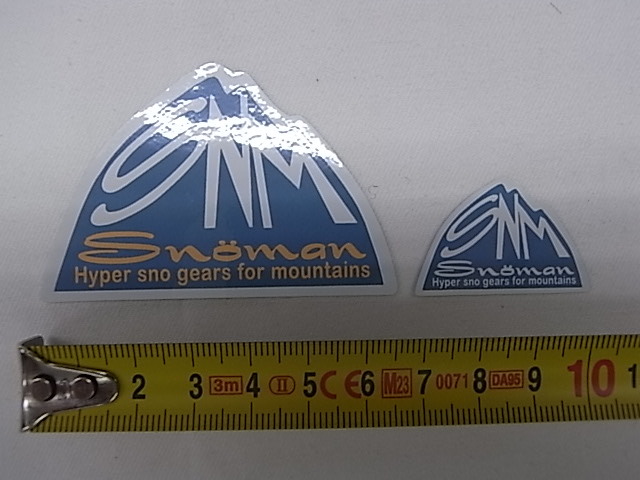 SNM
Snöman
Hyper sno gears for mountains
SNM
Snöman
Hyper sno gears for mountains
2 3 3m 4 II 5 CE 6 M23 7 0071 8 DA95 9 10 1